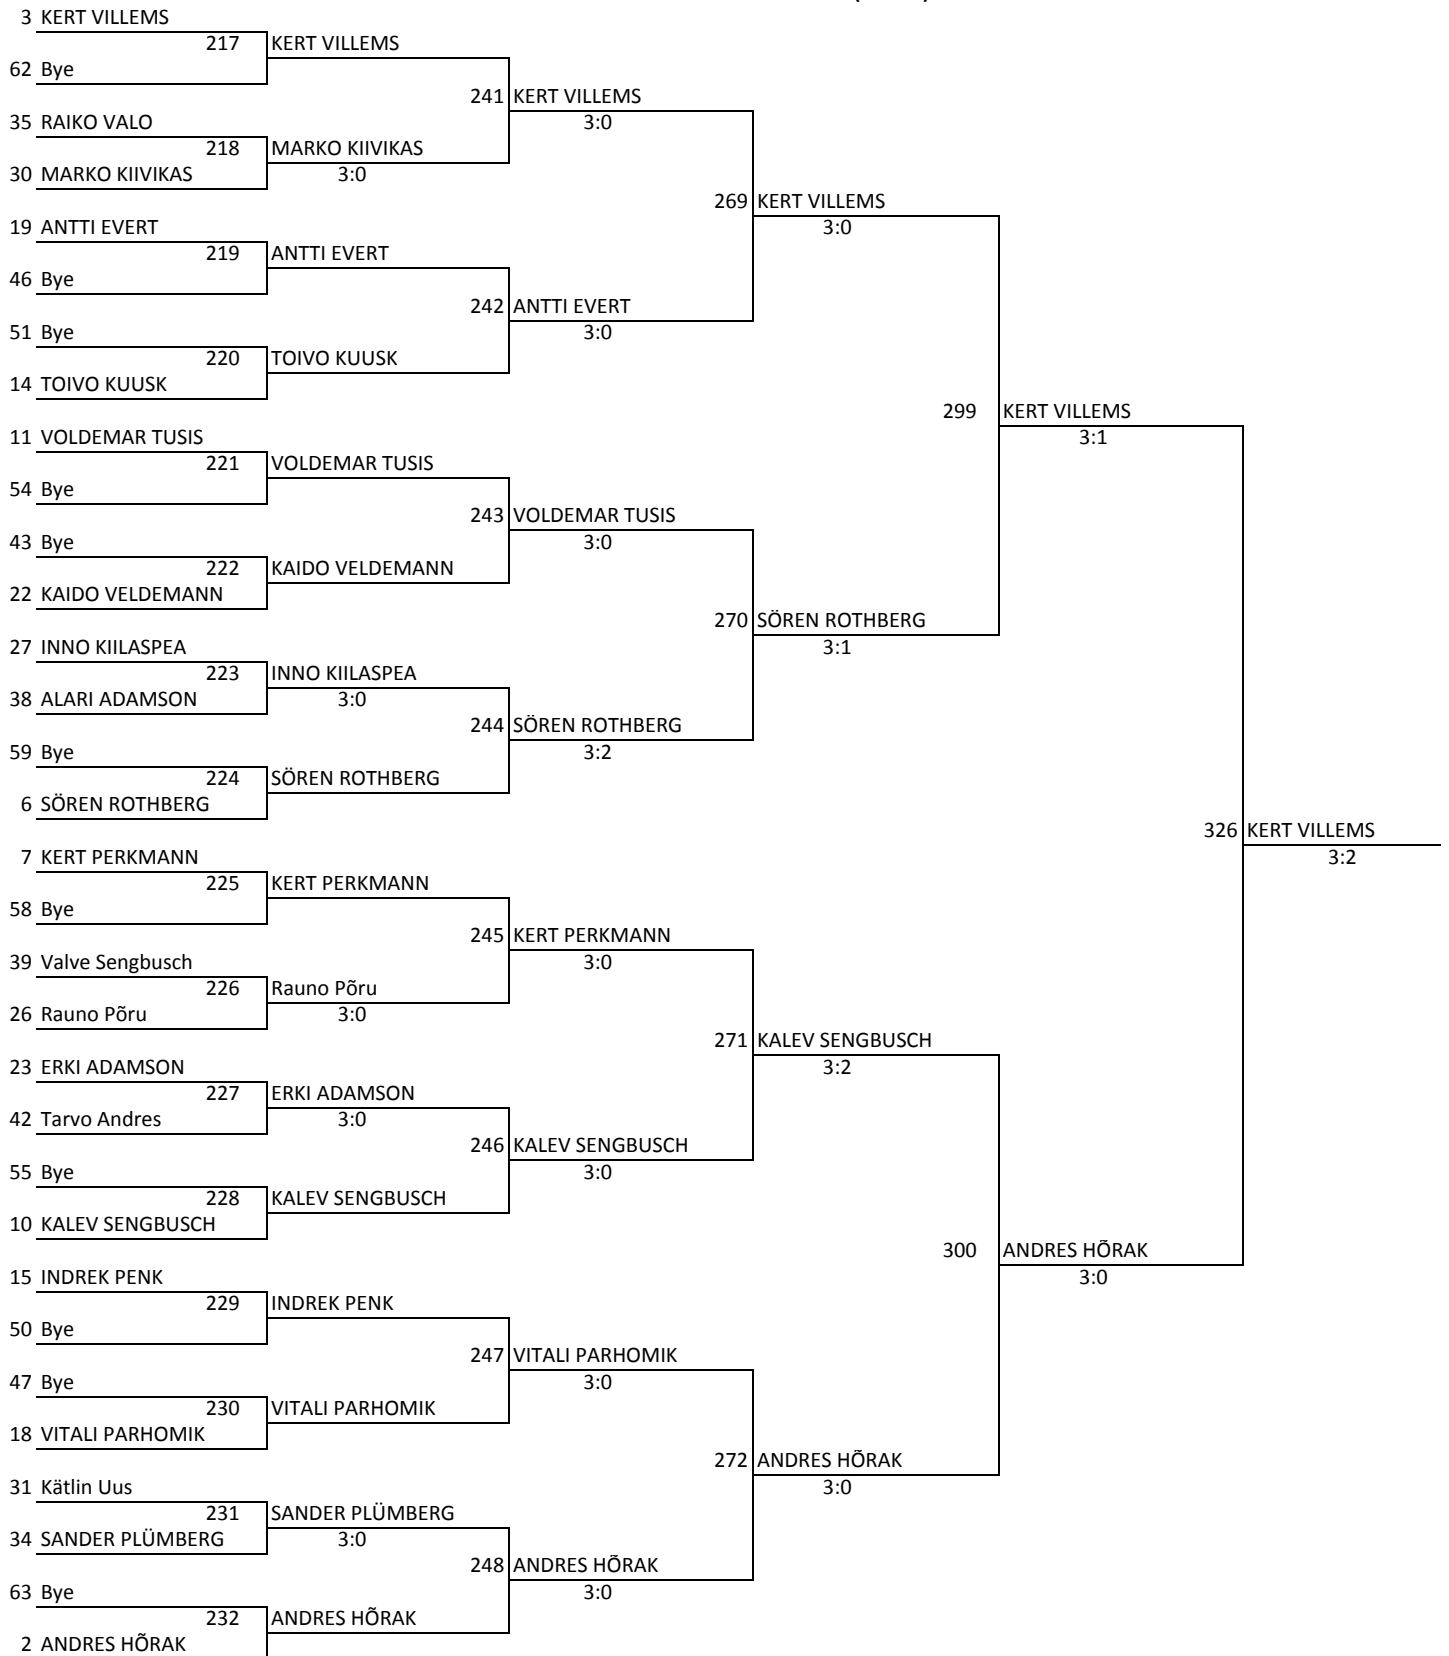 3 KERT VILLEMS
217 KERT VILLEMS
62 Bye
241 KERT VILLEMS
3:0
35 RAIKO VALO
218 MARKO KIIVIKAS
3:0
30 MARKO KIIVIKAS
269 KERT VILLEMS
3:0
19 ANTTI EVERT
219 ANTTI EVERT
46 Bye
242 ANTTI EVERT
3:0
51 Bye
220 TOIVO KUUSK
14 TOIVO KUUSK
299 KERT VILLEMS
3:1
11 VOLDEMAR TUSIS
221 VOLDEMAR TUSIS
54 Bye
243 VOLDEMAR TUSIS
3:0
43 Bye
222 KAIDO VELDEMANN
22 KAIDO VELDEMANN
270 SÖREN ROTHBERG
3:1
27 INNO KIILASPEA
223 INNO KIILASPEA
3:0
38 ALARI ADAMSON
244 SÖREN ROTHBERG
3:2
59 Bye
224 SÖREN ROTHBERG
6 SÖREN ROTHBERG
326 KERT VILLEMS
3:2
7 KERT PERKMANN
225 KERT PERKMANN
58 Bye
245 KERT PERKMANN
3:0
39 Valve Sengbusch
226 Rauno Põru
3:0
26 Rauno Põru
271 KALEV SENGBUSCH
3:2
23 ERKI ADAMSON
227 ERKI ADAMSON
3:0
42 Tarvo Andres
246 KALEV SENGBUSCH
3:0
55 Bye
228 KALEV SENGBUSCH
10 KALEV SENGBUSCH
300 ANDRES HÕRAK
3:0
15 INDREK PENK
229 INDREK PENK
50 Bye
247 VITALI PARHOMIK
3:0
47 Bye
230 VITALI PARHOMIK
18 VITALI PARHOMIK
272 ANDRES HÕRAK
3:0
31 Kätlin Uus
231 SANDER PLÜMBERG
3:0
34 SANDER PLÜMBERG
248 ANDRES HÕRAK
3:0
63 Bye
232 ANDRES HÕRAK
2 ANDRES HÕRAK